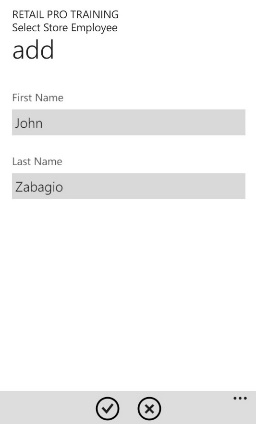 RETAIL PRO TRAINING
Select Store Employee
add
First Name
John
Last Name
Zabagio